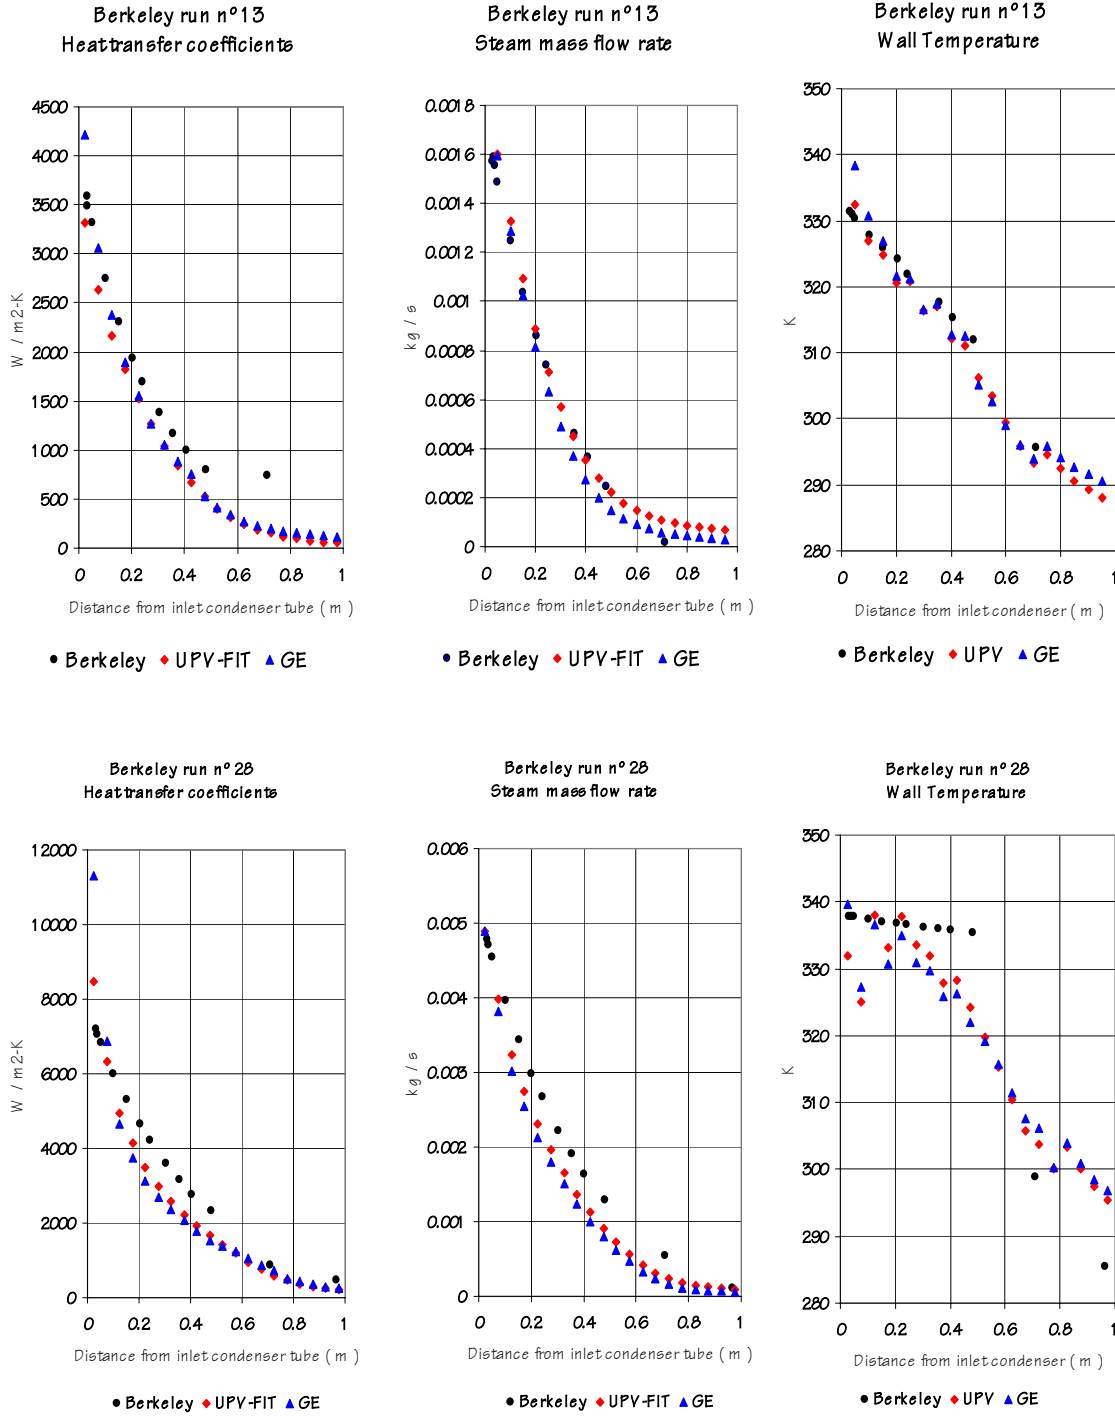 Berkeley run nº13
Heattransfer coefficients
4500
4000
3500
3000
2500
2000
1500
1000
500
0
W / m2-K
0 0.2 0.4 0.6 0.8 1
Distance from inlet condenser tube ( m )
Berkeley UPV-FIT GE
Berkeley run nº13
Steam mass flow rate
0.0018
0.0016
0.0014
0.0012
0.001
0.0008
0.0006
0.0004
0.0002
0
kg / s
0 0.2 0.4 0.6 0.8 1
Distance from inlet condenser tube ( m )
Berkeley UPV-FIT GE
Berkeley run nº13
Wall Temperature
350
340
330
320
310
300
290
280
K
0 0.2 0.4 0.6 0.8 1
Distance from inlet condenser ( m )
Berkeley UPV GE
Berkeley run nº28
Heattransfer coefficients
12000
10000
8000
6000
4000
2000
0
W / m2-K
0 0.2 0.4 0.6 0.8 1
Distance from inlet condenser tube ( m )
Berkeley UPV-FIT GE
Berkeley run nº28
Steam mass flow rate
0.006
0.005
0.004
0.003
0.002
0.001
0
kg / s
0 0.2 0.4 0.6 0.8 1
Distance from inlet condenser tube ( m )
Berkeley UPV-FIT GE
Berkeley run nº28
Wall Temperature
350
340
330
320
310
300
290
280
K
0 0.2 0.4 0.6 0.8 1
Distance from inlet condenser ( m )
Berkeley UPV GE